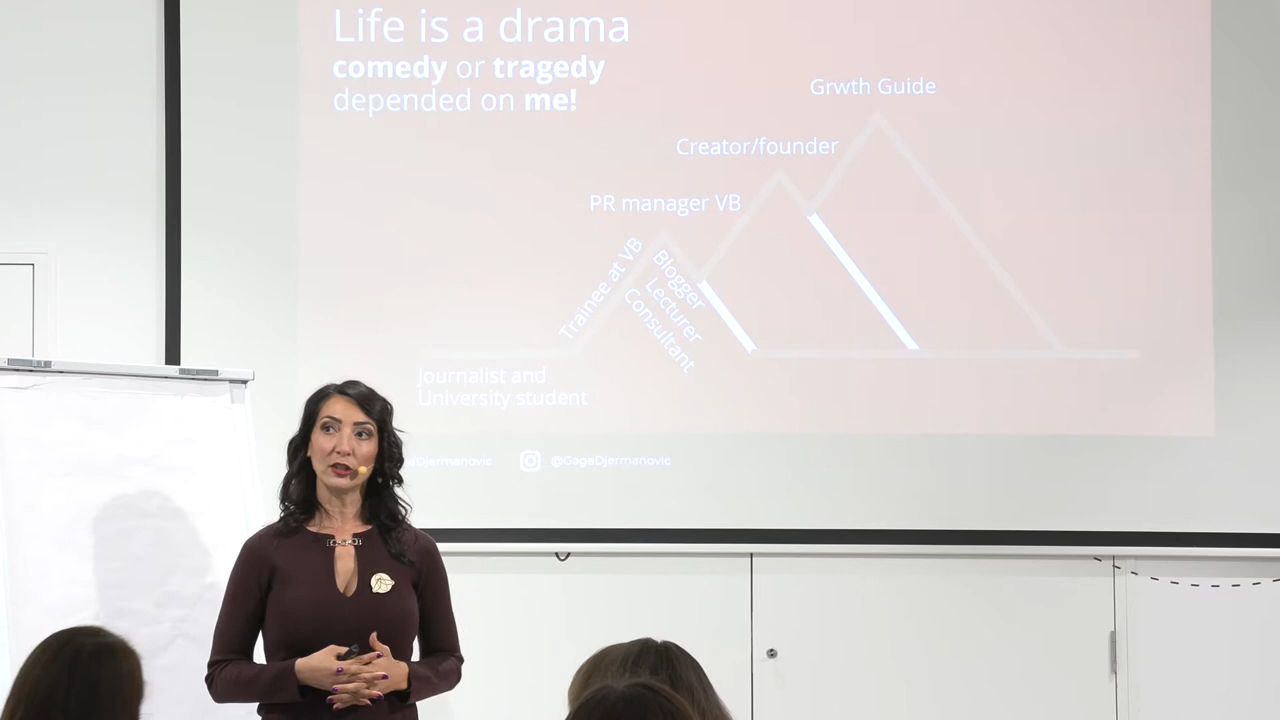 Life is a drama
comedy or tragedy
depended on me!
Grwth Guide
Creator/founder
PR manager VB
Trainee at VB
Blogger
Lecturer
Consultant
Journalist and
University student
@GagaDjermanovic